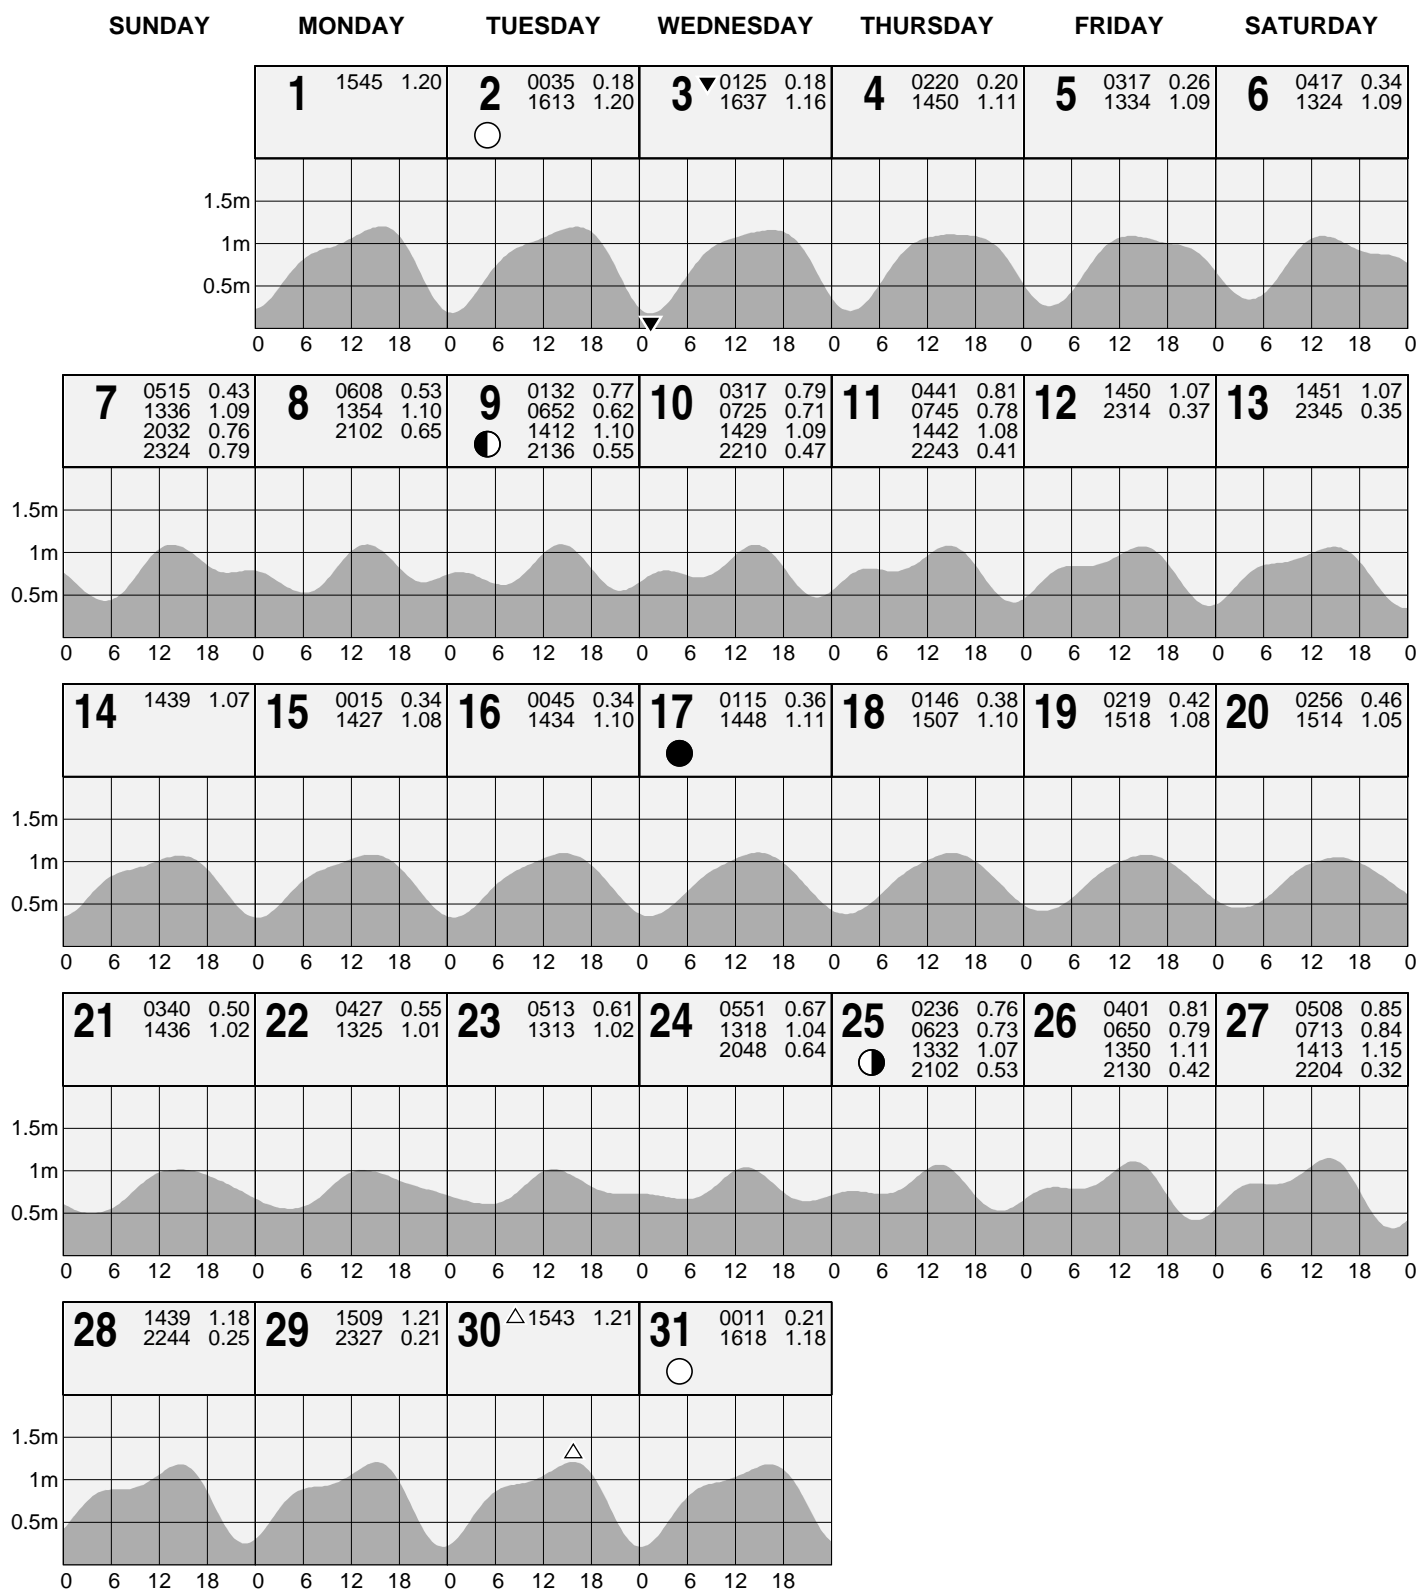 SUNDAY MONDAY TUESDAY WEDNESDAY THURSDAY FRIDAY SATURDAY
1 1545 1.20
2 0035 0.18
1613 1.20
3 ▼ 0125 0.18
1637 1.16
4 0220 0.20
1450 1.11
5 0317 0.26
1334 1.09
6 0417 0.34
1324 1.09
1.5m
1m
0.5m
0 6 12 18 0 6 12 18 0 6 12 18 0 6 12 18 0 6 12 18 0 6 12 18 0
7 0515 0.43
1336 1.09
2032 0.76
2324 0.79
8 0608 0.53
1354 1.10
2102 0.65
9 0132 0.77
0652 0.62
1412 1.10
2136 0.55
10 0317 0.79
0725 0.71
1429 1.09
2210 0.47
11 0441 0.81
0745 0.78
1442 1.08
2243 0.41
12 1450 1.07
2314 0.37
13 1451 1.07
2345 0.35
1.5m
1m
0.5m
0 6 12 18 0 6 12 18 0 6 12 18 0 6 12 18 0 6 12 18 0 6 12 18 0 6 12 18 0
14 1439 1.07
15 0015 0.34
1427 1.08
16 0045 0.34
1434 1.10
17 0115 0.36
1448 1.11
18 0146 0.38
1507 1.10
19 0219 0.42
1518 1.08
20 0256 0.46
1514 1.05
1.5m
1m
0.5m
0 6 12 18 0 6 12 18 0 6 12 18 0 6 12 18 0 6 12 18 0 6 12 18 0 6 12 18 0
21 0340 0.50
1436 1.02
22 0427 0.55
1325 1.01
23 0513 0.61
1313 1.02
24 0551 0.67
1318 1.04
2048 0.64
25 0236 0.76
0623 0.73
1332 1.07
2102 0.53
26 0401 0.81
0650 0.79
1350 1.11
2130 0.42
27 0508 0.85
0713 0.84
1413 1.15
2204 0.32
1.5m
1m
0.5m
0 6 12 18 0 6 12 18 0 6 12 18 0 6 12 18 0 6 12 18 0 6 12 18 0 6 12 18 0
28 1439 1.18
2244 0.25
29 1509 1.21
2327 0.21
30 △ 1543 1.21
31 0011 0.21
1618 1.18
1.5m
1m
0.5m
0 6 12 18 0 6 12 18 0 6 12 18 0 6 12 18